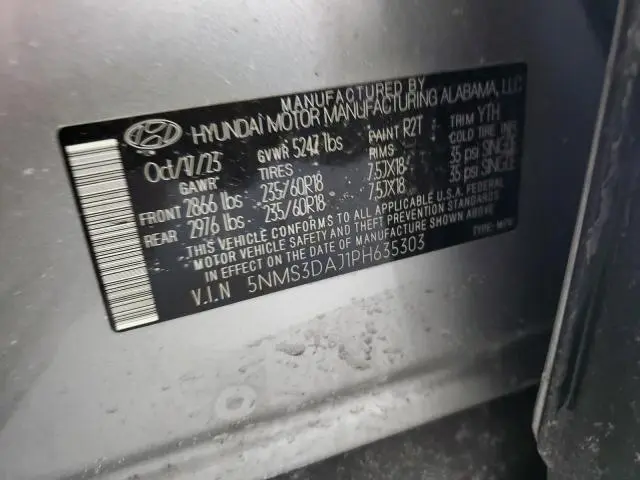 MANUFACTURED BY
HYUNDAI MOTOR MANUFACTURING ALABAMA, LLC
Oct/17/23 GVWR 5247 lbs PAINT R2T TRIM YTH
GAWR TIRES RIMS COLD TIRE INF.
FRONT 2866 lbs 235/60R18 7.5JX18 35 psi SINGLE
REAR 2976 lbs 235/60R18 7.5JX18 35 psi SINGLE
THIS VEHICLE CONFORMS TO ALL APPLICABLE U.S.A. FEDERAL
MOTOR VEHICLE SAFETY AND THEFT PREVENTION STANDARDS
IN EFFECT ON THE DATE OF MANUFACTURE SHOWN ABOVE.
V.I.N 5NMS3DAJ1PH635303 TYPE: MPV